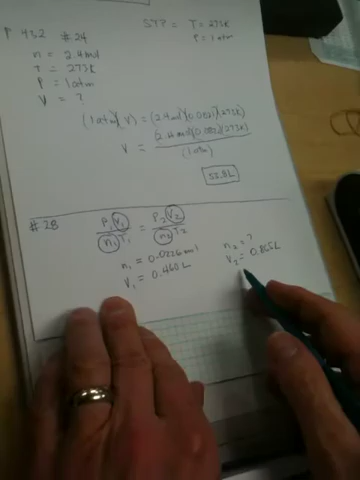 P 432 #24
STP = T = 273K
P = 1 atm
n = 2.4 mol
T = 273K
P = 1 atm
V = ?
(1 atm)(V) = (2.4 mol)(0.0821)(273K)
V = (2.4 mol)(0.0821)(273K)
(1 atm)
53.8L
#28
P₁V₁ = P₂V₂
n₁T₁ n₂T₂
n₁ = 0.0226 mol
V₁ = 0.460 L
n₂ = ?
V₂ = 0.865L